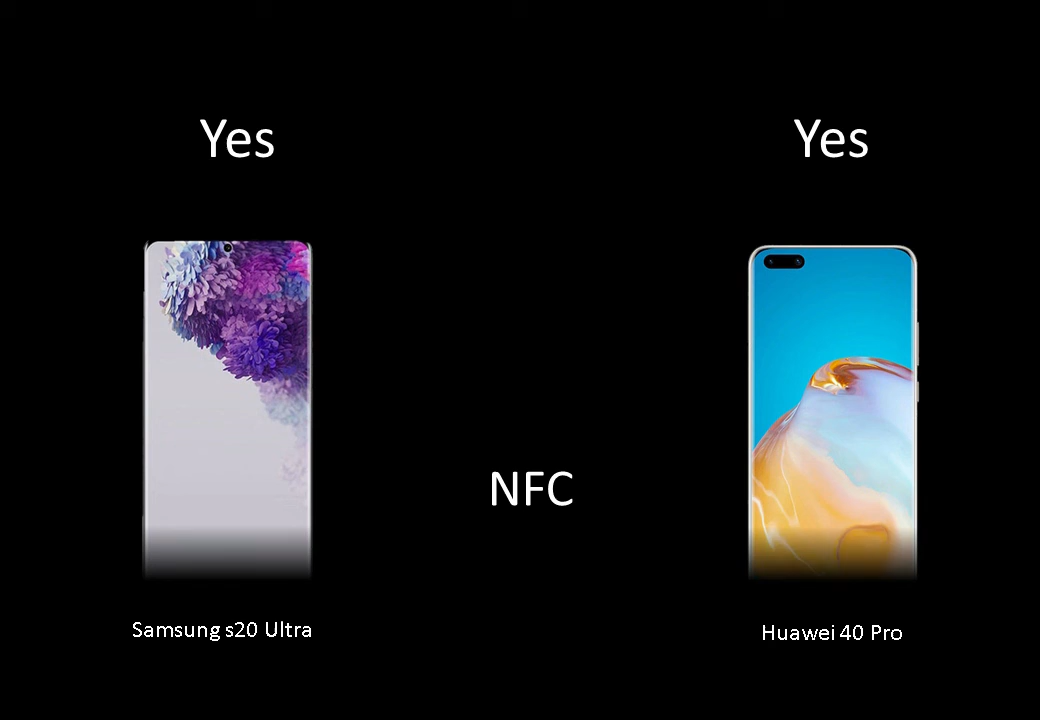 Yes
Yes
NFC
Samsung s20 Ultra
Huawei 40 Pro